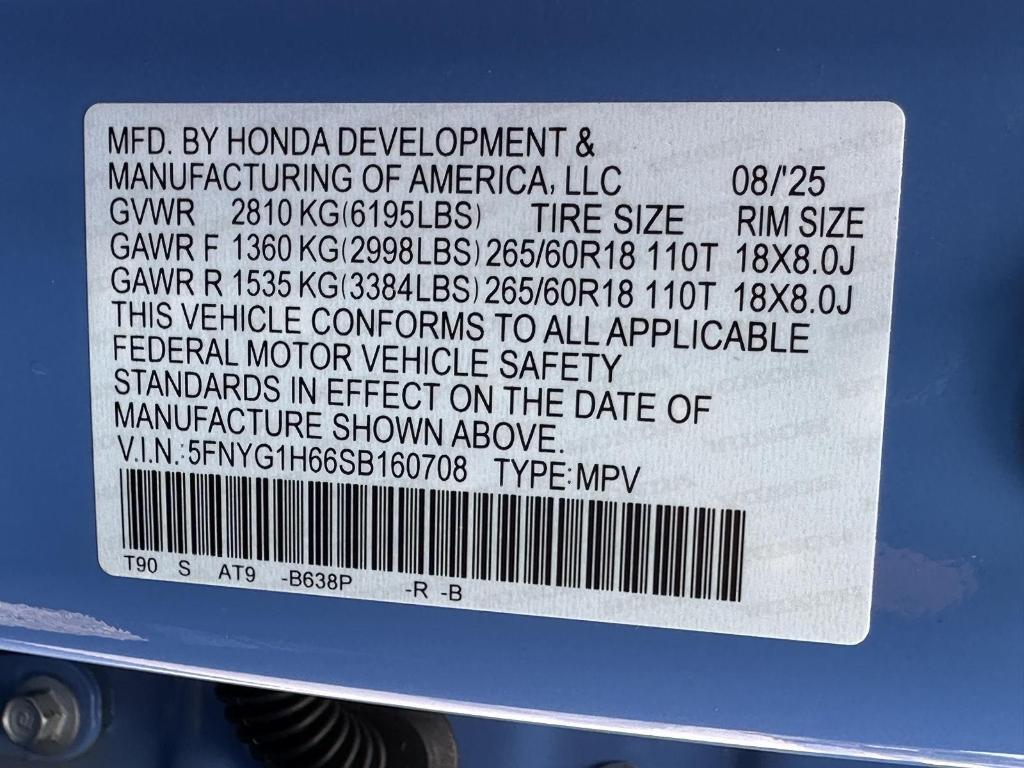 MFD. BY HONDA DEVELOPMENT &
MANUFACTURING OF AMERICA, LLC 08/'25
GVWR 2810 KG(6195LBS) TIRE SIZE RIM SIZE
GAWR F 1360 KG(2998LBS) 265/60R18 110T 18X8.0J
GAWR R 1535 KG(3384LBS) 265/60R18 110T 18X8.0J
THIS VEHICLE CONFORMS TO ALL APPLICABLE
FEDERAL MOTOR VEHICLE SAFETY
STANDARDS IN EFFECT ON THE DATE OF
MANUFACTURE SHOWN ABOVE.
V.I.N.:5FNYG1H66SB160708 TYPE:MPV
T90 S AT9 -B638P -R -B